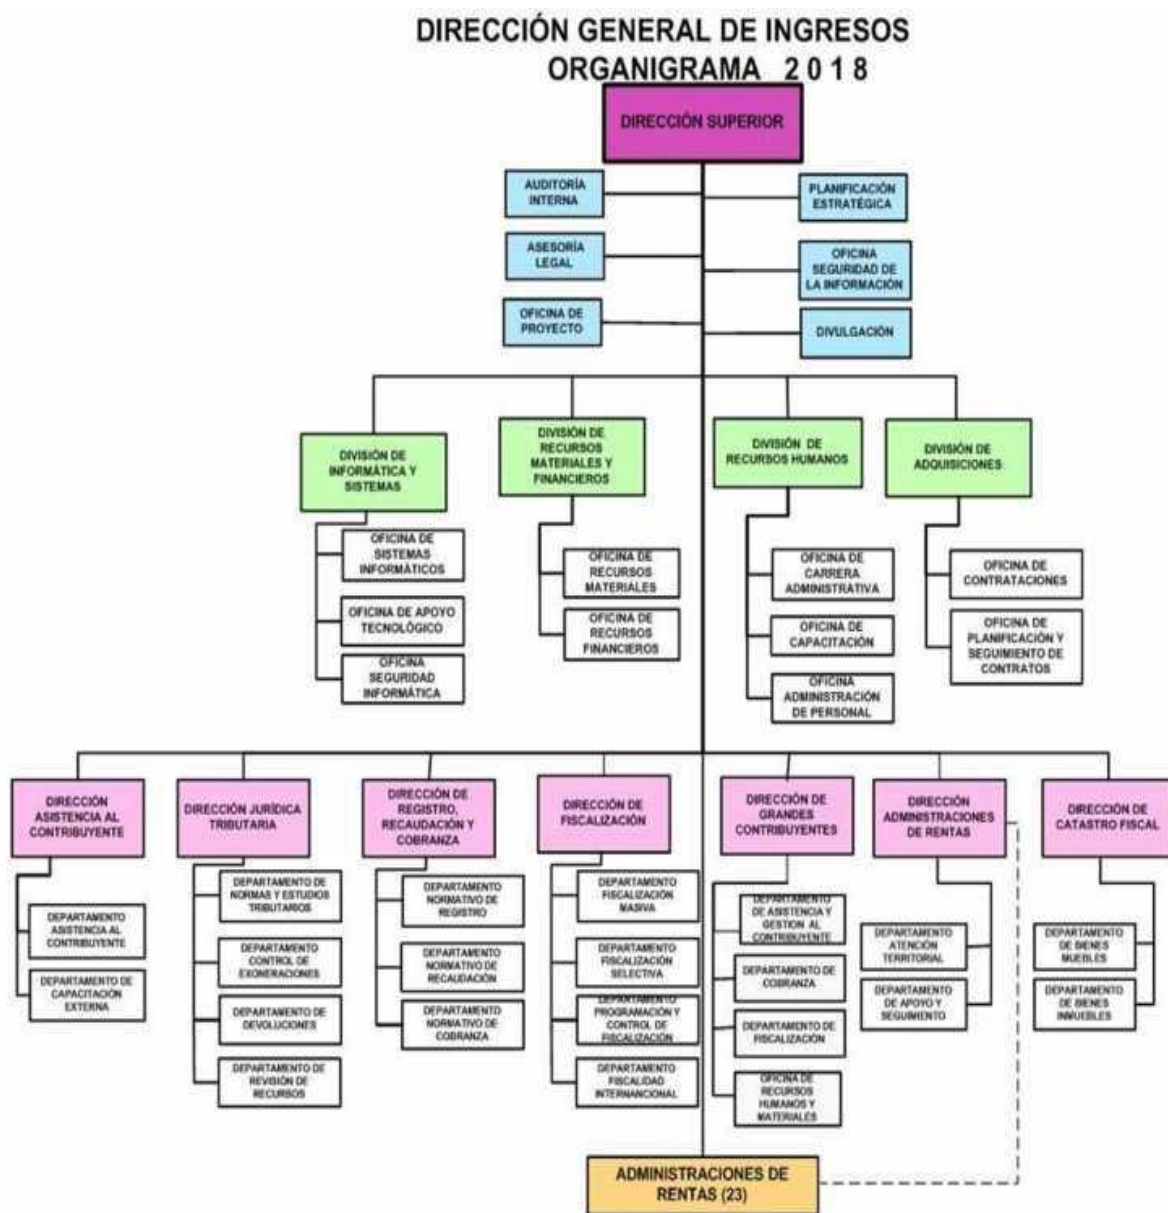 DIRECCIÓN GENERAL DE INGRESOS
ORGANIGRAMA 2 0 1 8
DIRECCIÓN SUPERIOR
AUDITORÍA
INTERNA
PLANIFICACIÓN
ESTRATÉGICA
ASESORÍA
LEGAL
OFICINA
SEGURIDAD DE
LA INFORMACIÓN
OFICINA DE
PROYECTO
DIVULGACIÓN
DIVISIÓN DE
INFORMÁTICA Y
SISTEMAS
DIVISIÓN DE
RECURSOS
MATERIALES Y
FINANCIEROS
DIVISIÓN DE
RECURSOS HUMANOS
DIVISIÓN DE
ADQUISICIONES
OFICINA DE
SISTEMAS
INFORMÁTICOS
OFICINA DE APOYO
TECNOLÓGICO
OFICINA
SEGURIDAD
INFORMÁTICA
OFICINA DE
RECURSOS
MATERIALES
OFICINA DE
RECURSOS
FINANCIEROS
OFICINA DE
CARRERA
ADMINISTRATIVA
OFICINA DE
CAPACITACIÓN
OFICINA
ADMINISTRACIÓN
DE PERSONAL
OFICINA DE
CONTRATACIONES
OFICINA DE
PLANIFICACIÓN Y
SEGUIMIENTO DE
CONTRATOS
DIRECCIÓN
ASISTENCIA AL
CONTRIBUYENTE
DIRECCIÓN JURÍDICA
TRIBUTARIA
DIRECCIÓN DE
REGISTRO,
RECAUDACIÓN Y
COBRANZA
DIRECCIÓN DE
FISCALIZACIÓN
DIRECCIÓN DE
GRANDES
CONTRIBUYENTES
DIRECCIÓN
ADMINISTRACIONES
DE RENTAS
DIRECCIÓN DE
CATASTRO FISCAL
DEPARTAMENTO
ASISTENCIA AL
CONTRIBUYENTE
DEPARTAMENTO DE
CAPACITACIÓN
EXTERNA
DEPARTAMENTO DE
NORMAS Y ESTUDIOS
TRIBUTARIOS
DEPARTAMENTO
CONTROL DE
EXONERACIONES
DEPARTAMENTO DE
DEVOLUCIONES
DEPARTAMENTO DE
REVISIÓN DE
RECURSOS
DEPARTAMENTO
NORMATIVO DE
REGISTRO
DEPARTAMENTO
NORMATIVO DE
RECAUDACIÓN
DEPARTAMENTO
NORMATIVO DE
COBRANZA
DEPARTAMENTO
FISCALIZACIÓN
MASIVA
DEPARTAMENTO
FISCALIZACIÓN
SELECTIVA
DEPARTAMENTO
PROGRAMACIÓN Y
CONTROL DE
FISCALIZACIÓN
DEPARTAMENTO
FISCALIDAD
INTERNANCIONAL
DEPARTAMENTO
DE ASISTENCIA Y
GESTION AL
CONTRIBUYENTE
DEPARTAMENTO DE
COBRANZA
DEPARTAMENTO DE
FISCALIZACIÓN
OFICINA DE
RECURSOS
HUMANOS Y
MATERIALES
DEPARTAMENTO
ATENCIÓN
TERRITORIAL
DEPARTAMENTO
DE APOYO Y
SEGUIMIENTO
DEPARTAMENTO
DE BIENES
MUEBLES
DEPARTAMENTO
DE BIENES
INMUEBLES
ADMINISTRACIONES DE
RENTAS (23)